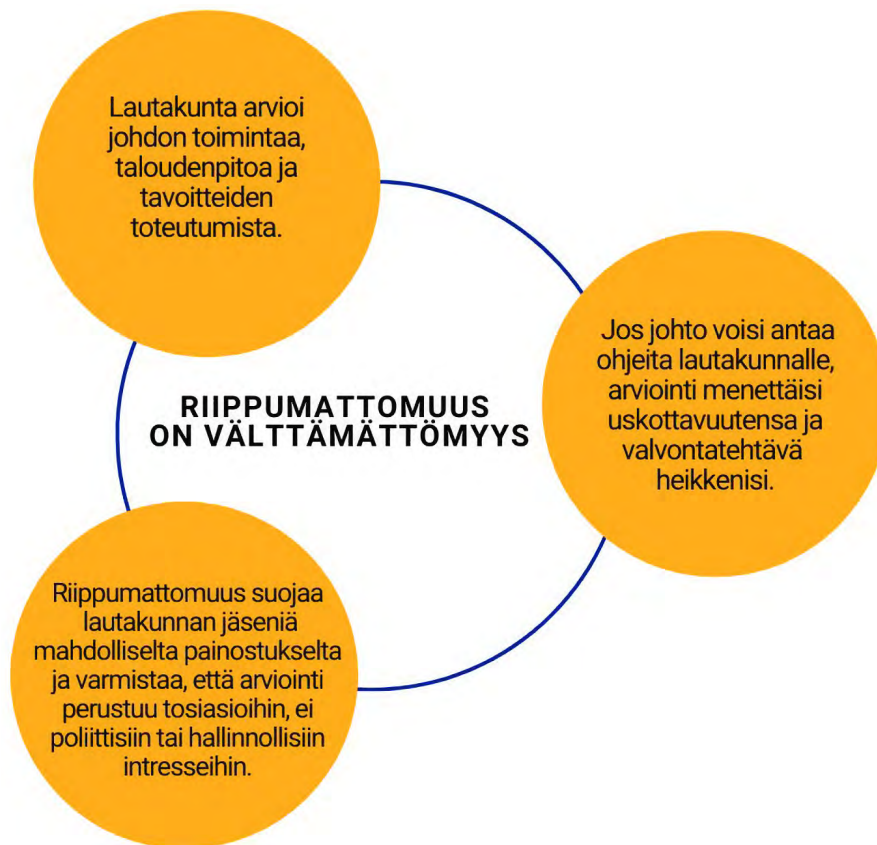 Lautakunta arvioi
johdon toimintaa,
taloudenpitoa ja
tavoitteiden
toteutumista.
Jos johto voisi antaa
ohjeita lautakunnalle,
arviointi menettäisi
uskottavuutensa ja
valvontatehtävä
heikkenisi.
RIIPPUMATTOMUUS
ON VÄLTTÄMÄTTÖMYYS
Riippumattomuus suojaa
lautakunnan jäseniä
mahdolliselta painostukselta
ja varmistaa, että arviointi
perustuu tosiasioihin, ei
poliittisiin tai hallinnollisiin
intresseihin.